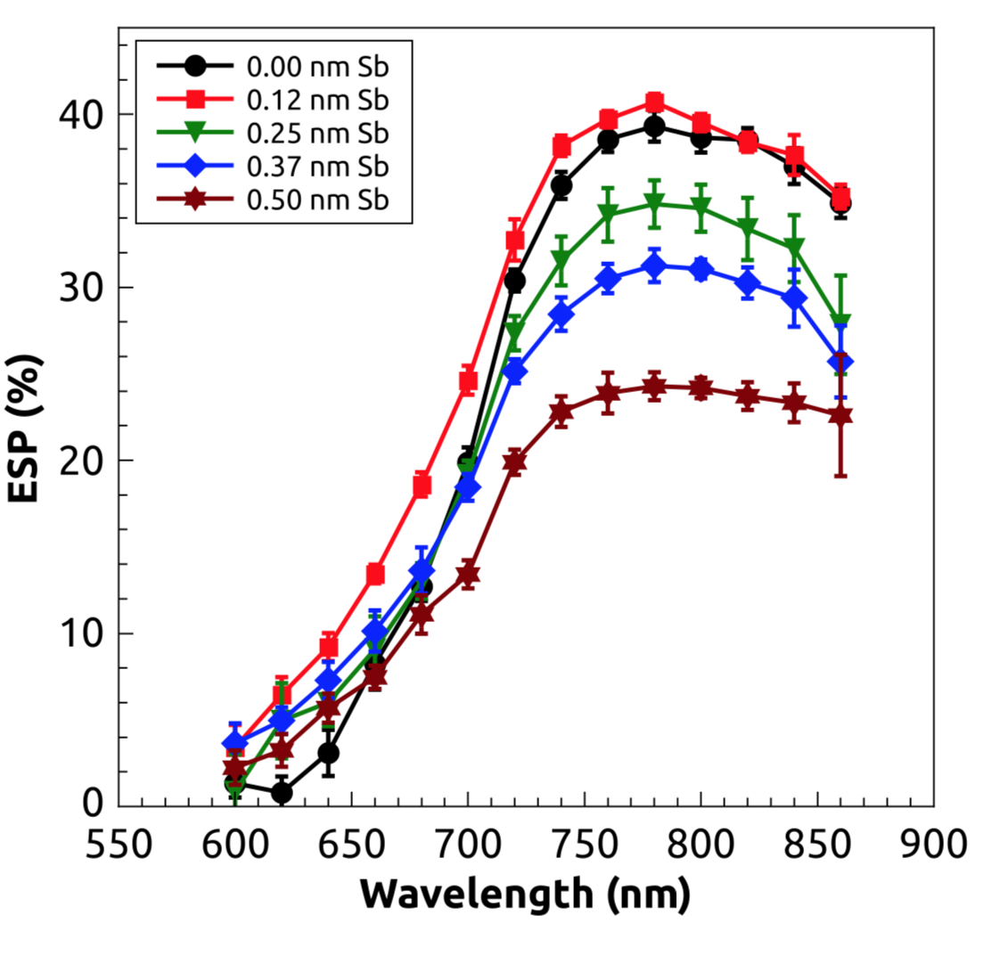 0.00 nm Sb
0.12 nm Sb
0.25 nm Sb
0.37 nm Sb
0.50 nm Sb
40
30
20
10
0
ESP (%)
550 600 650 700 750 800 850 900
Wavelength (nm)